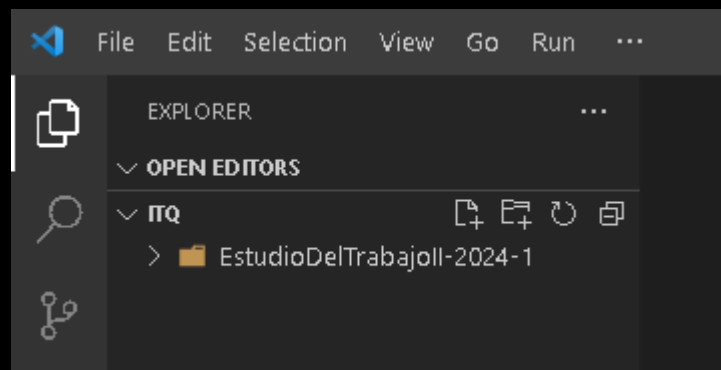 File Edit Selection View Go Run ...
EXPLORER ...
OPEN EDITORS
ITQ
EstudioDelTrabajoII-2024-1